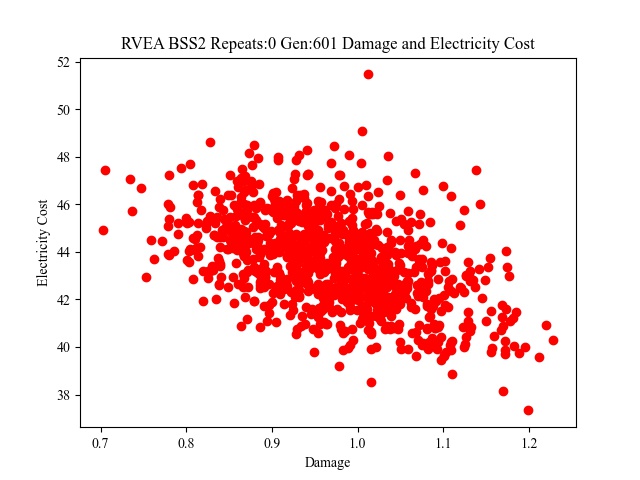 RVEA BSS2 Repeats:0 Gen:601 Damage and Electricity Cost
52
50
48
46
44
42
40
38
Electricity Cost
0.7 0.8 0.9 1.0 1.1 1.2
Damage